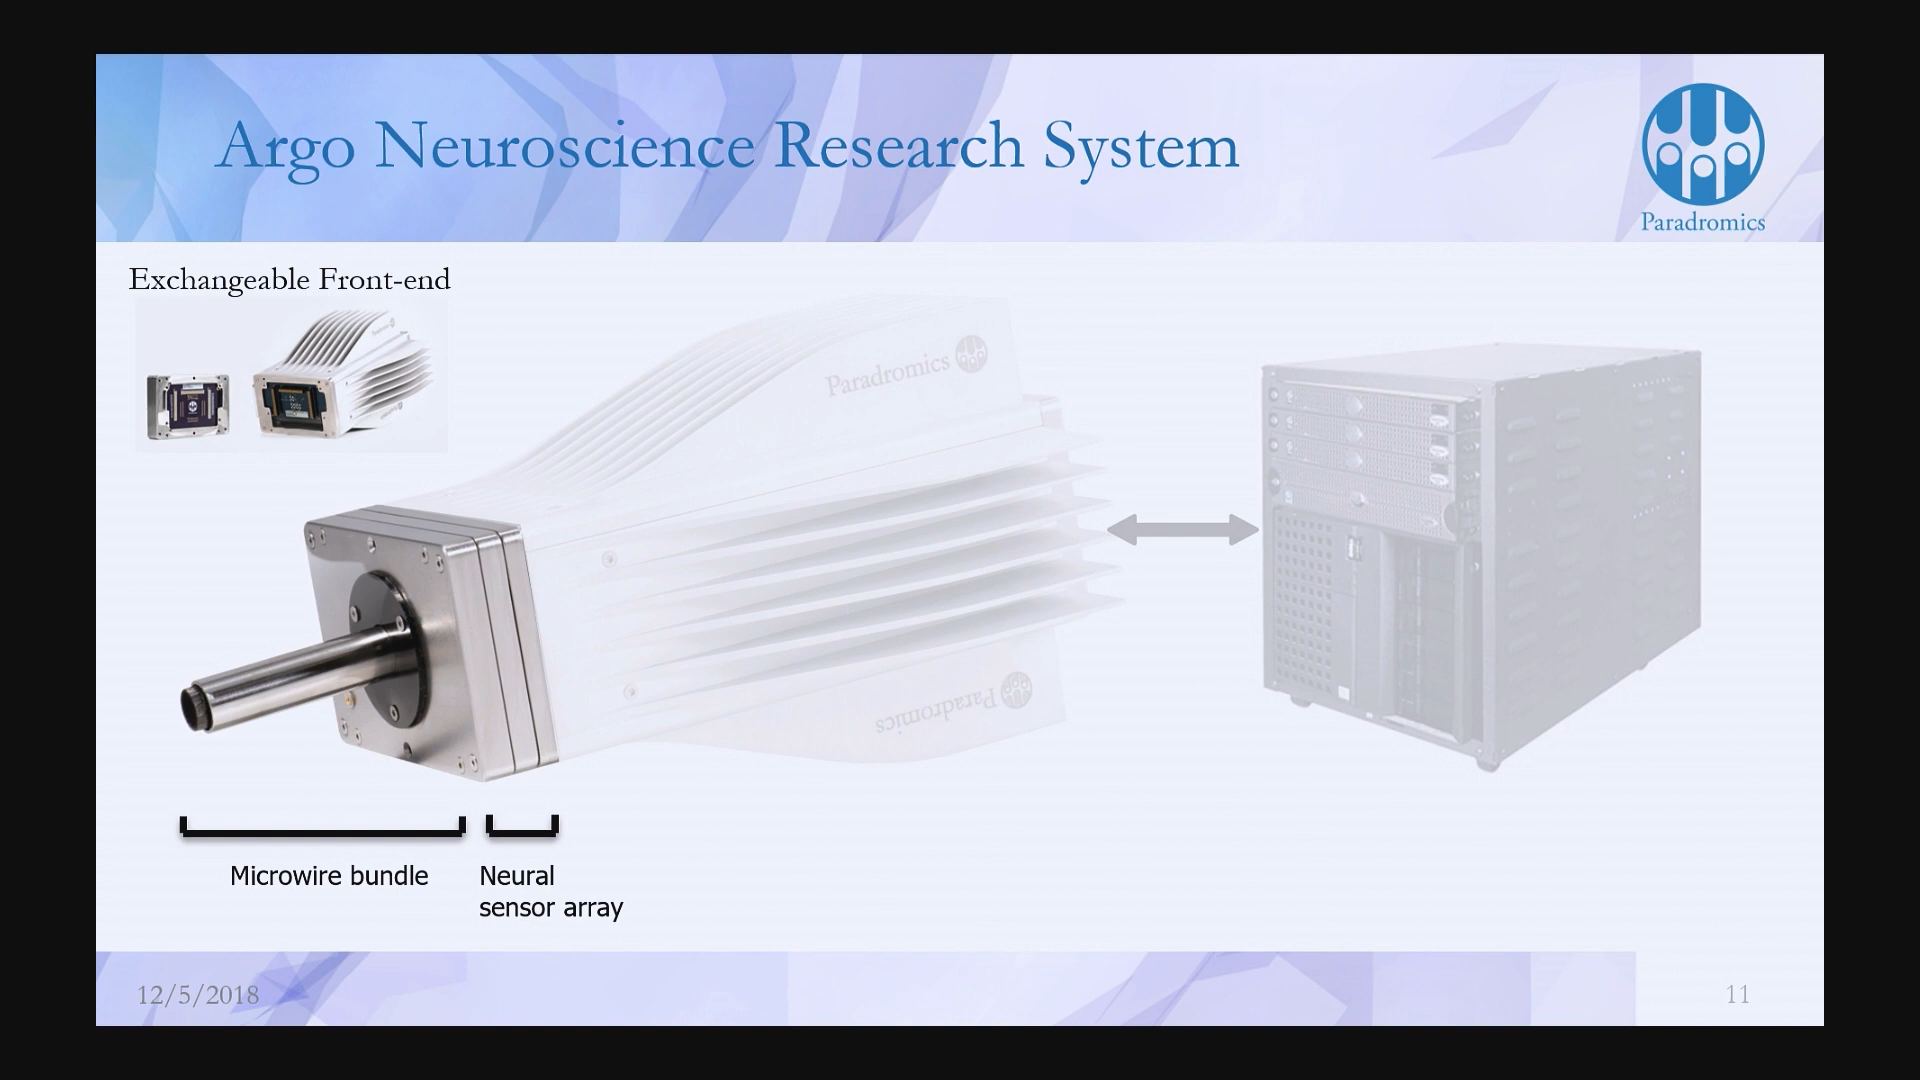 Argo Neuroscience Research System
Paradromics
Exchangeable Front-end
Paradromics
Paradromics
Microwire bundle
Neural
sensor array
12/5/2018
11